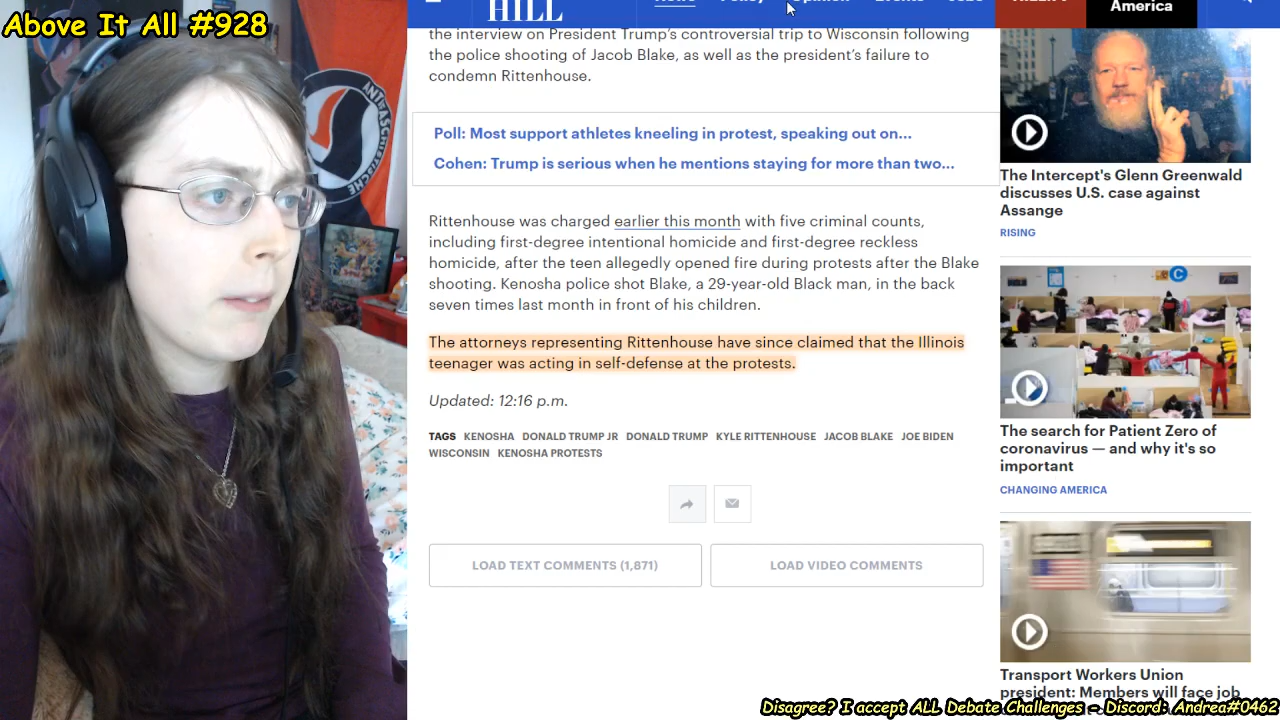 Above It All #928
HILL
America
the interview on President Trump's controversial trip to Wisconsin following
the police shooting of Jacob Blake, as well as the president's failure to
condemn Rittenhouse.
Poll: Most support athletes kneeling in protest, speaking out on...
Cohen: Trump is serious when he mentions staying for more than two...
Rittenhouse was charged earlier this month with five criminal counts,
including first-degree intentional homicide and first-degree reckless
homicide, after the teen allegedly opened fire during protests after the Blake
shooting. Kenosha police shot Blake, a 29-year-old Black man, in the back
seven times last month in front of his children.
The attorneys representing Rittenhouse have since claimed that the Illinois
teenager was acting in self-defense at the protests.
Updated: 12:16 p.m.
TAGS KENOSHA DONALD TRUMP JR DONALD TRUMP KYLE RITTENHOUSE JACOB BLAKE JOE BIDEN
WISCONSIN KENOSHA PROTESTS
LOAD TEXT COMMENTS (1,871)
LOAD VIDEO COMMENTS
The Intercept's Glenn Greenwald
discusses U.S. case against
Assange
RISING
The search for Patient Zero of
coronavirus — and why it's so
important
CHANGING AMERICA
Transport Workers Union
president: Members will face job
Disagree? I accept ALL Debate Challenges - Discord: Andrea#0462